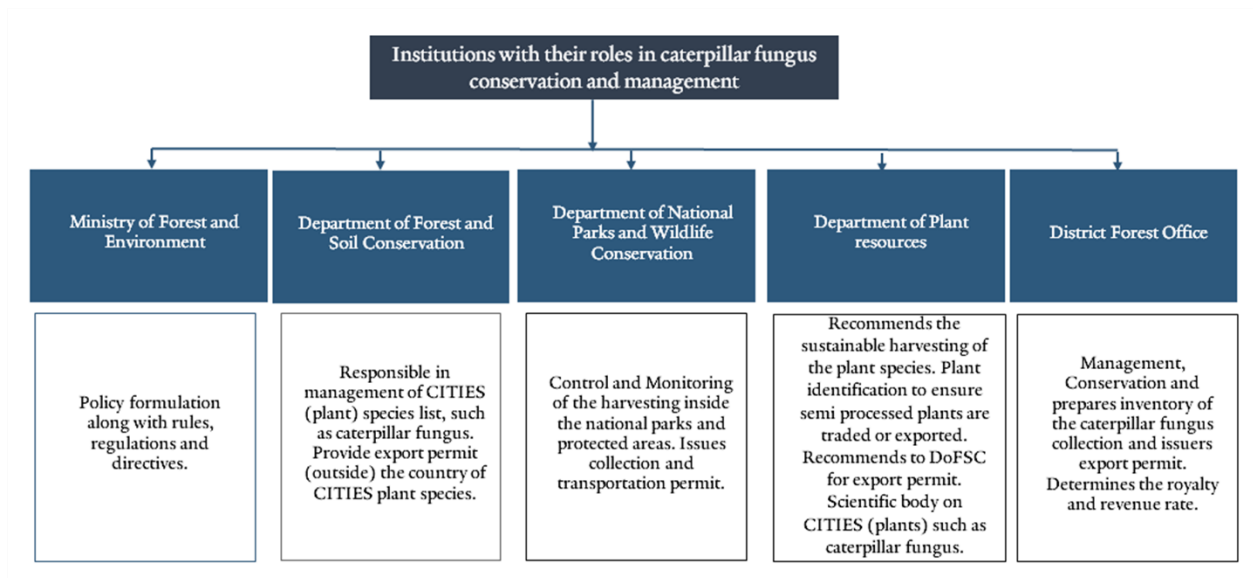 Institutions with their roles in caterpillar fungus
conservation and management
Ministry of Forest and
Environment
Department of Forest and
Soil Conservation
Department of National
Parks and Wildlife
Conservation
Department of Plant
resources
District Forest Office
Policy formulation
along with rules,
regulations and
directives.
Responsible in
management of CITIES
(plant) species list, such
as caterpillar fungus.
Provide export permit
(outside) the country of
CITIES plant species.
Control and Monitoring
of the harvesting inside
the national parks and
protected areas. Issues
collection and
transportation permit.
Recommends the
sustainable harvesting of
the plant species. Plant
identification to ensure
semi processed plants are
traded or exported.
Recommends to DoFSC
for export permit.
Scientific body on
CITIES (plants) such as
caterpillar fungus.
Management,
Conservation and
prepares inventory of
the caterpillar fungus
collection and issuers
export permit.
Determines the royalty
and revenue rate.